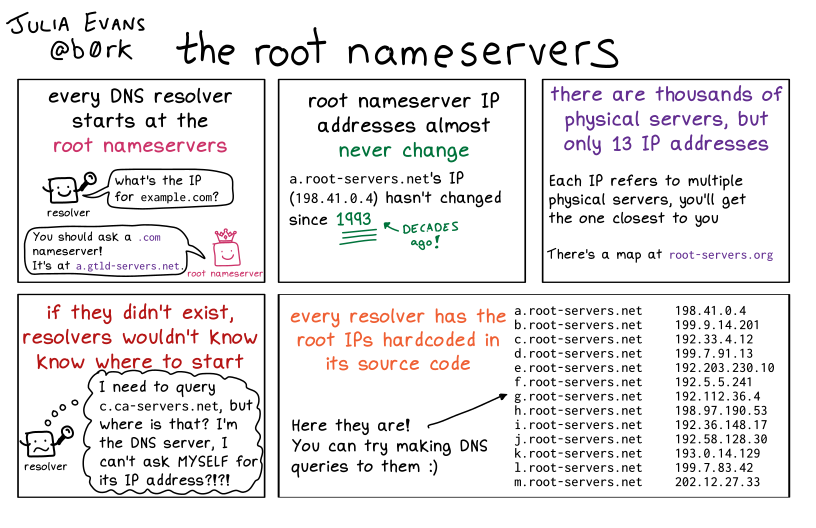 JULIA EVANS
@b0rk
the root nameservers
every DNS resolver
starts at the
root nameservers
what's the IP
for example.com?
resolver
You should ask a .com
nameserver!
It's at a.gtld-servers.net.
root nameserver
root nameserver IP
addresses almost
never change
a.root-servers.net's IP
(198.41.0.4) hasn't changed
since 1993
DECADES
ago!
there are thousands of
physical servers, but
only 13 IP addresses
Each IP refers to multiple
physical servers, you'll get
the one closest to you
There's a map at root-servers.org
if they didn't exist,
resolvers wouldn't know
know where to start
I need to query
c.ca-servers.net, but
where is that? I'm
the DNS server, I
can't ask MYSELF for
its IP address?!?!
resolver
every resolver has the
root IPs hardcoded in
its source code
Here they are!
You can try making DNS
queries to them :)
a.root-servers.net 198.41.0.4
b.root-servers.net 199.9.14.201
c.root-servers.net 192.33.4.12
d.root-servers.net 199.7.91.13
e.root-servers.net 192.203.230.10
f.root-servers.net 192.5.5.241
g.root-servers.net 192.112.36.4
h.root-servers.net 198.97.190.53
i.root-servers.net 192.36.148.17
j.root-servers.net 192.58.128.30
k.root-servers.net 193.0.14.129
l.root-servers.net 199.7.83.42
m.root-servers.net 202.12.27.33